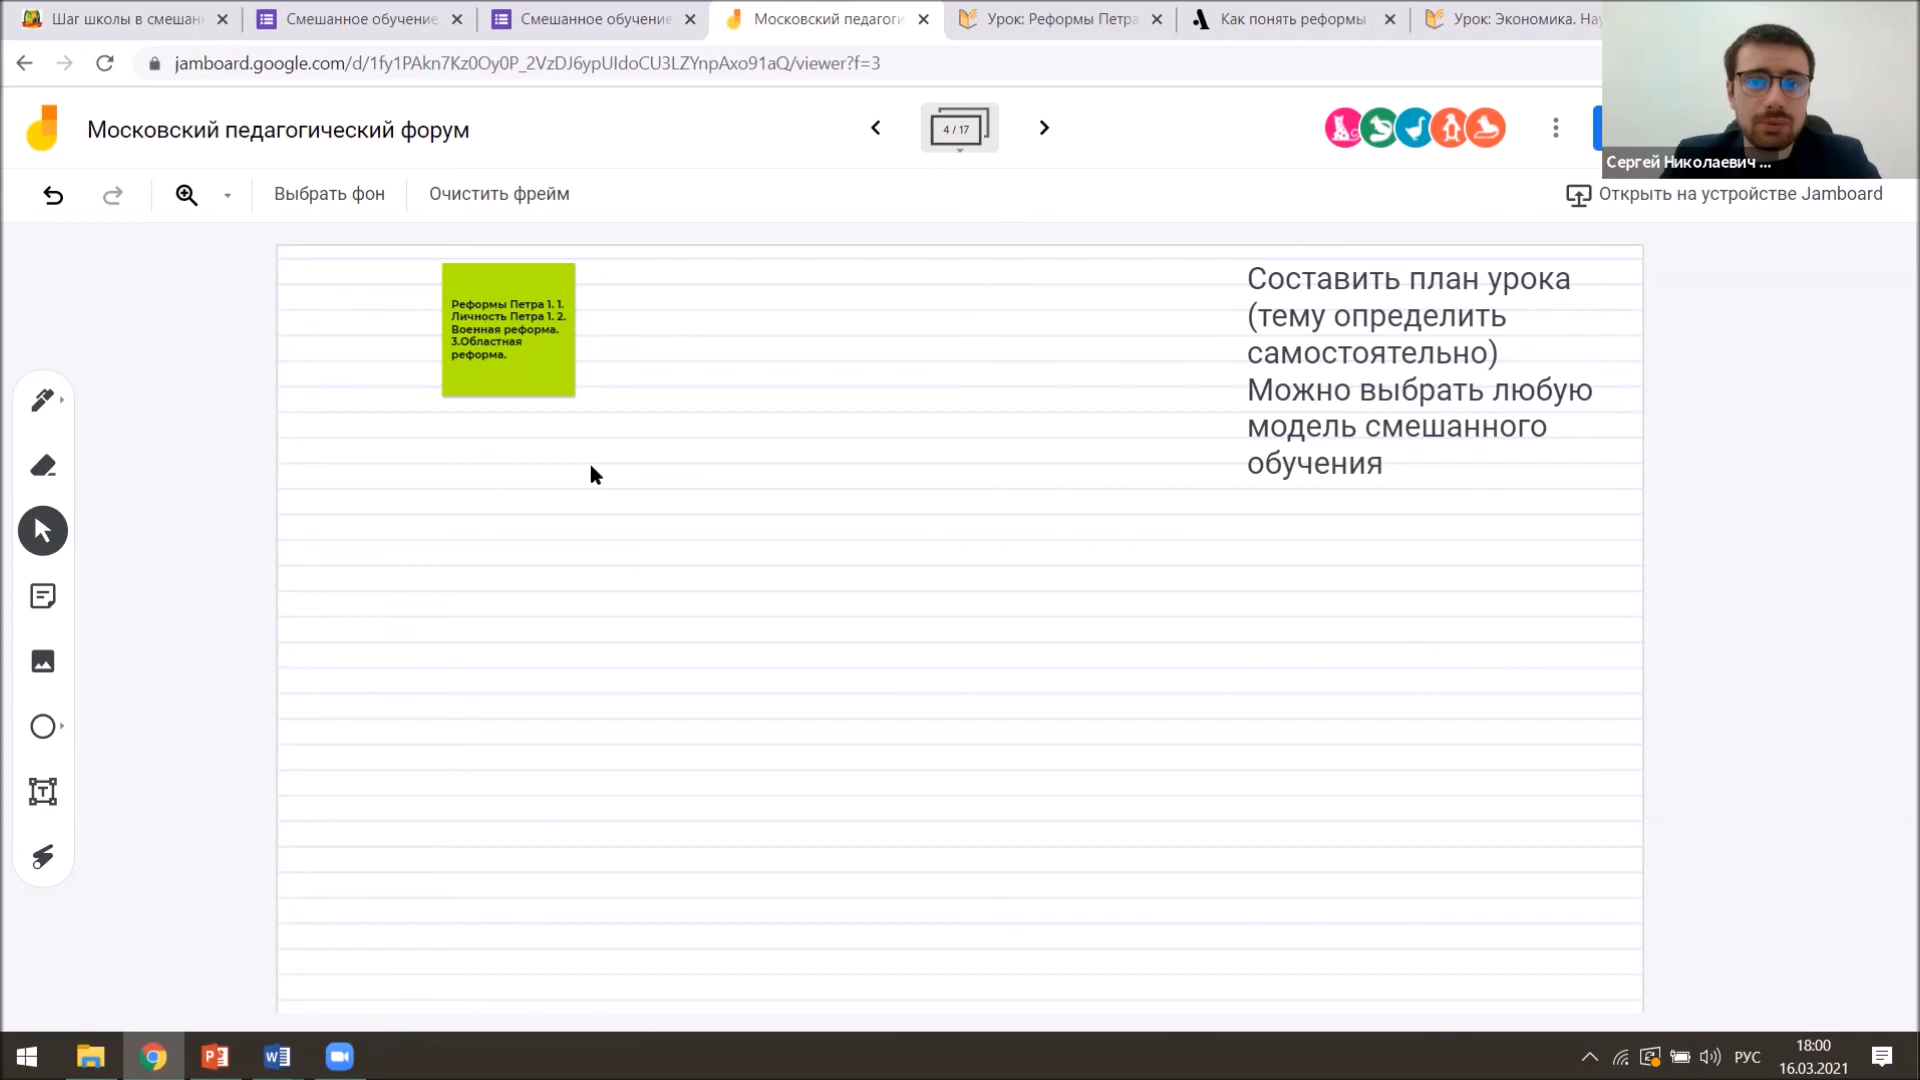 Шаг школы в смешан
Смешанное обучение
Смешанное обучение
Московский педагоги
Урок: Реформы Петра
Как понять реформы
Урок: Экономика. Нау
jamboard.google.com/d/1fy1PAkn7Kz0Oy0P_2VzDJ6ypUIdoCU3LZYnpAxo91aQ/viewer?f=3
Московский педагогический форум
4 / 17
Сергей Николаевич ...
Выбрать фон
Очистить фрейм
Открыть на устройстве Jamboard
Реформы Петра 1. 1.
Личность Петра 1. 2.
Военная реформа.
3.Областная
реформа.
Составить план урока
(тему определить
самостоятельно)
Можно выбрать любую
модель смешанного
обучения
РУС
18:00
16.03.2021